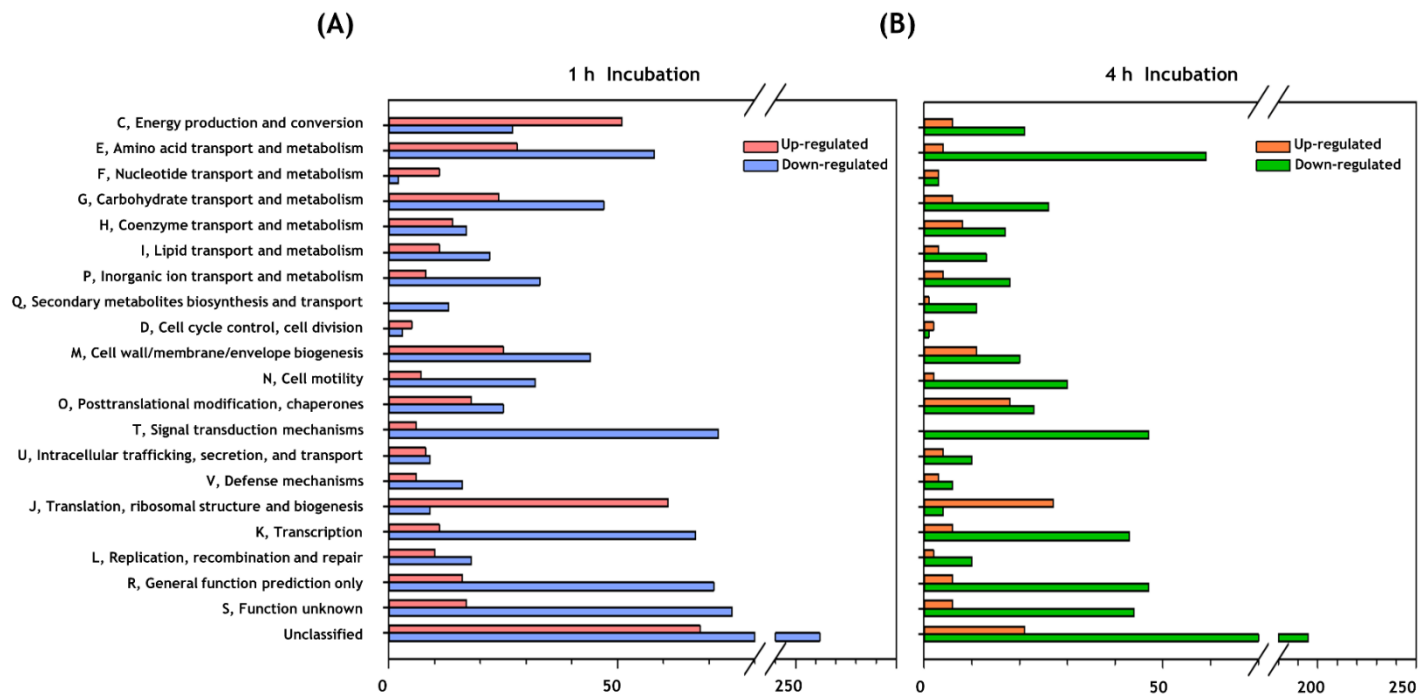 (A)
(B)
1 h Incubation
4 h Incubation
C, Energy production and conversion
E, Amino acid transport and metabolism
F, Nucleotide transport and metabolism
G, Carbohydrate transport and metabolism
H, Coenzyme transport and metabolism
I, Lipid transport and metabolism
P, Inorganic ion transport and metabolism
Q, Secondary metabolites biosynthesis and transport
D, Cell cycle control, cell division
M, Cell wall/membrane/envelope biogenesis
N, Cell motility
O, Posttranslational modification, chaperones
T, Signal transduction mechanisms
U, Intracellular trafficking, secretion, and transport
V, Defense mechanisms
J, Translation, ribosomal structure and biogenesis
K, Transcription
L, Replication, recombination and repair
R, General function prediction only
S, Function unknown
Unclassified
Up-regulated
Down-regulated
Up-regulated
Down-regulated
0 50 250
0 50 200 250